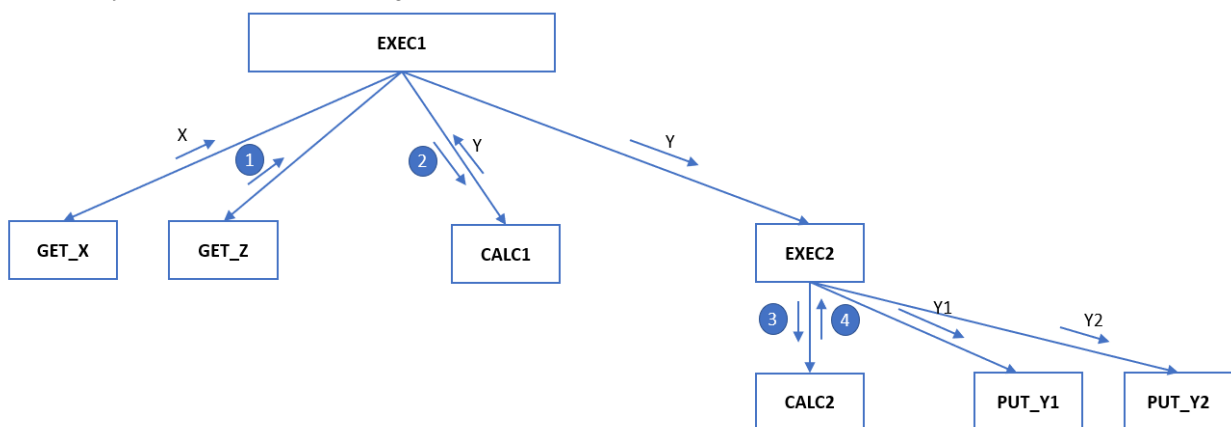 EXEC1
X
1
2
Y
Y
GET_X
GET_Z
CALC1
EXEC2
3
4
Y1
Y2
CALC2
PUT_Y1
PUT_Y2